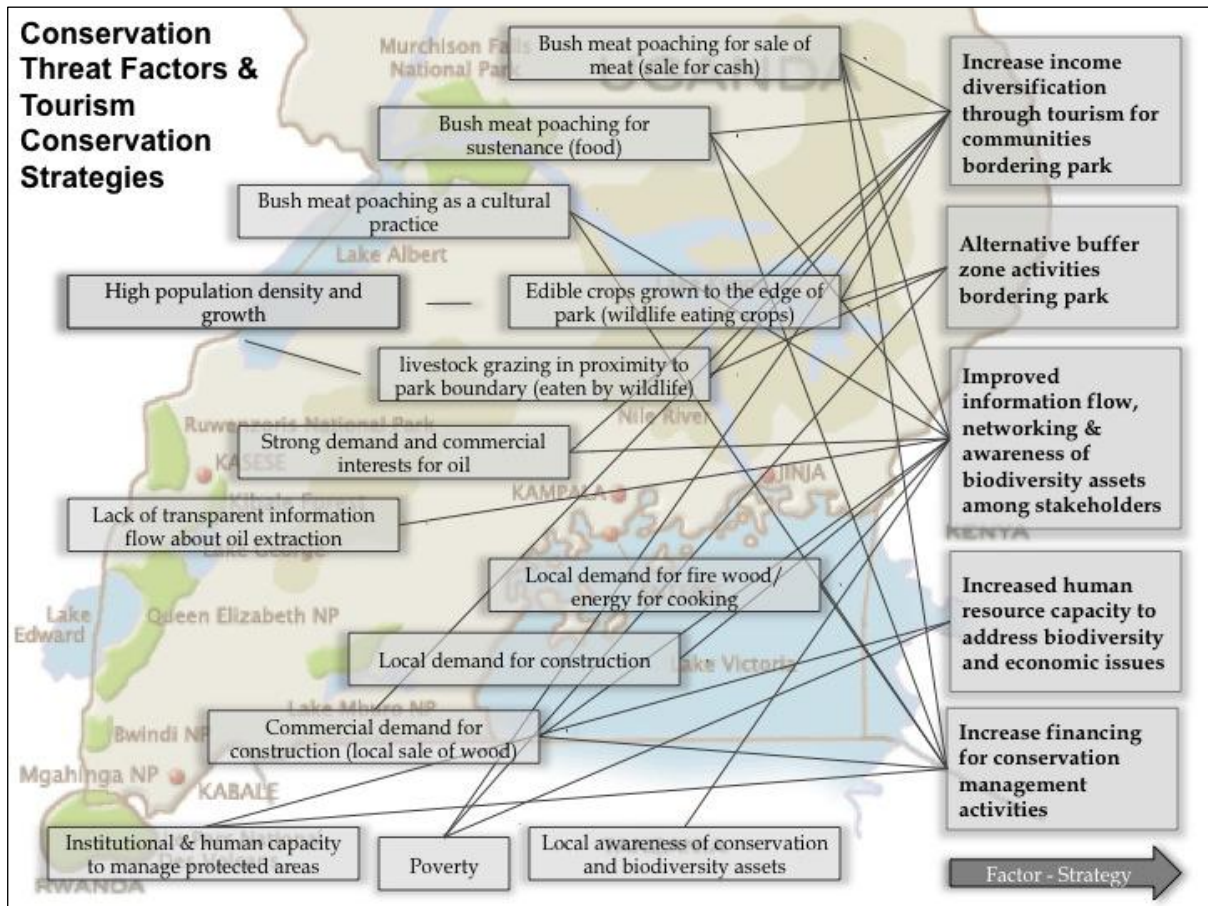 Conservation
Threat Factors &
Tourism
Conservation
Strategies
Murchison Falls
National Park
UGANDA
Bush meat poaching for sale of
meat (sale for cash)
Bush meat poaching for
sustenance (food)
Bush meat poaching as a cultural
practice
Lake Albert
High population density and
growth
Edible crops grown to the edge of
park (wildlife eating crops)
livestock grazing in proximity to
park boundary (eaten by wildlife)
Nile River
Ruwenzoris National Park
Strong demand and commercial
interests for oil
KASESE
KAMPALA
JINJA
Kibale Forest
Lack of transparent information
flow about oil extraction
Lake George
KENYA
Local demand for fire wood/
energy for cooking
Lake
Edward
Queen Elizabeth NP
Local demand for construction
Lake Victoria
Lake Mburo NP
Commercial demand for
construction (local sale of wood)
Bwindi NP
Mgahinga NP
KABALE
Institutional & human capacity
to manage protected areas
Poverty
Local awareness of conservation
and biodiversity assets
RWANDA
Increase income
diversification
through tourism for
communities
bordering park
Alternative buffer
zone activities
bordering park
Improved
information flow,
networking &
awareness of
biodiversity assets
among stakeholders
Increased human
resource capacity to
address biodiversity
and economic issues
Increase financing
for conservation
management
activities
Factor - Strategy